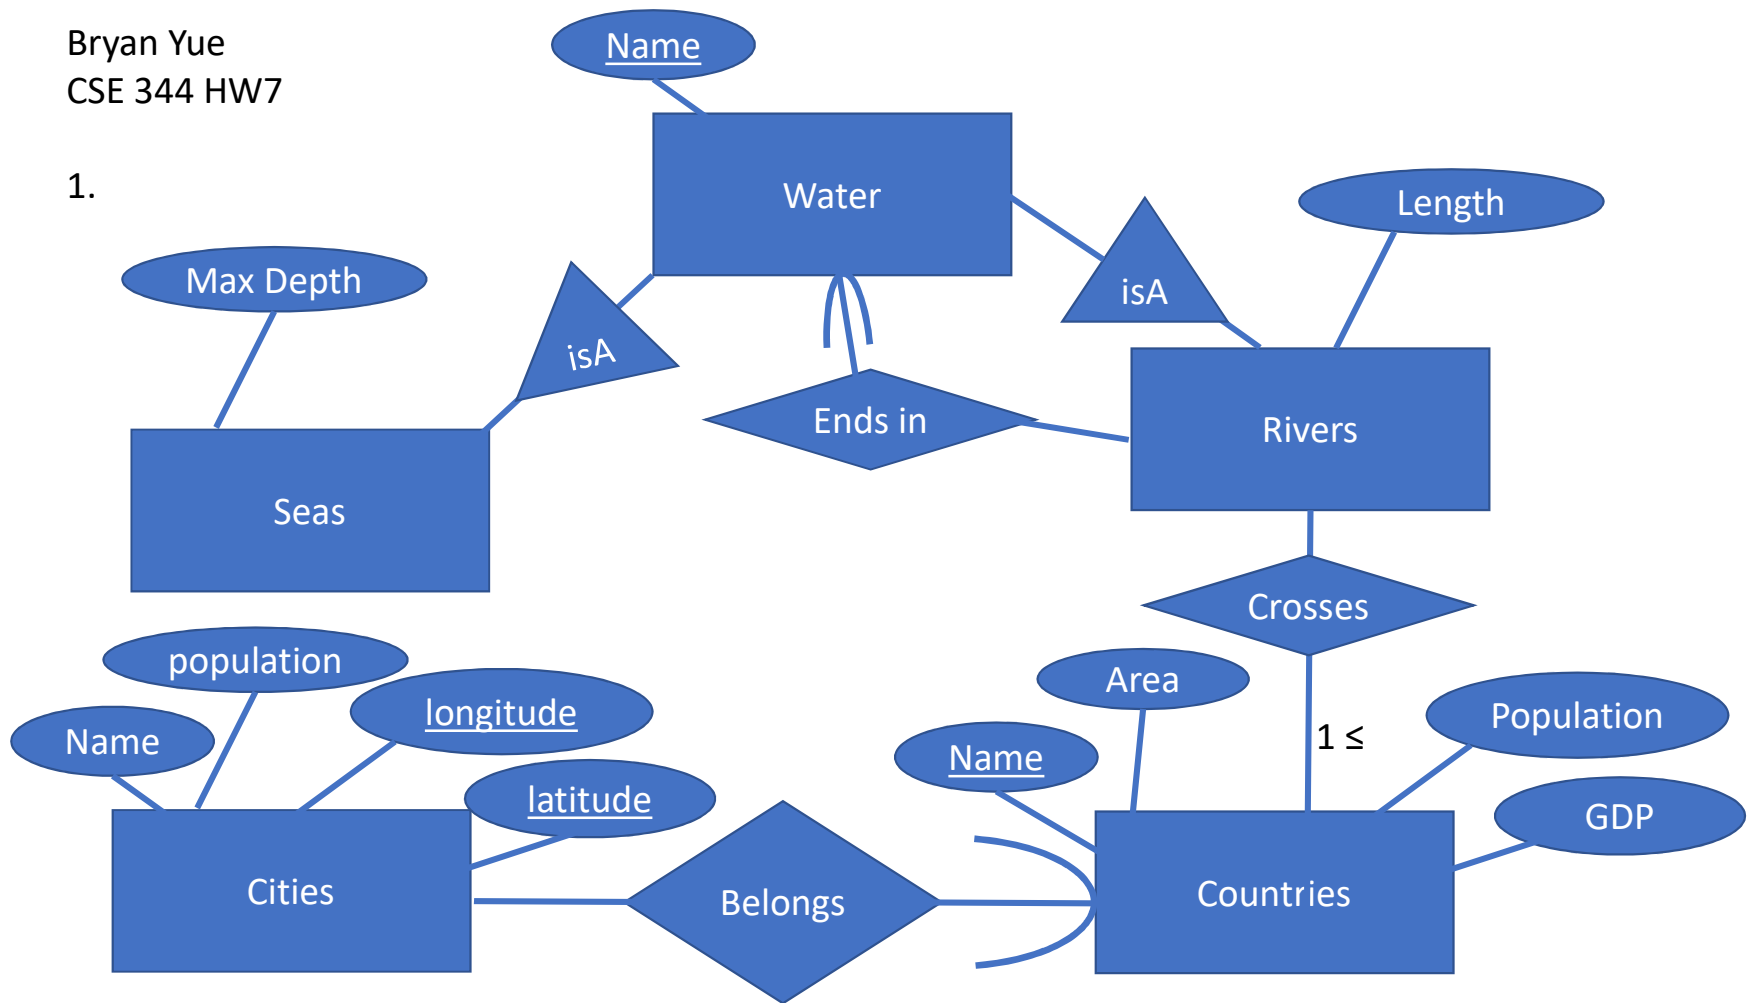 Bryan Yue
CSE 344 HW7
1.
Name
Water
Length
Max Depth
isA
isA
Ends in
Rivers
Seas
Crosses
population
Area
longitude
Name
Population
1 ≤
Name
latitude
GDP
Cities
Belongs
Countries